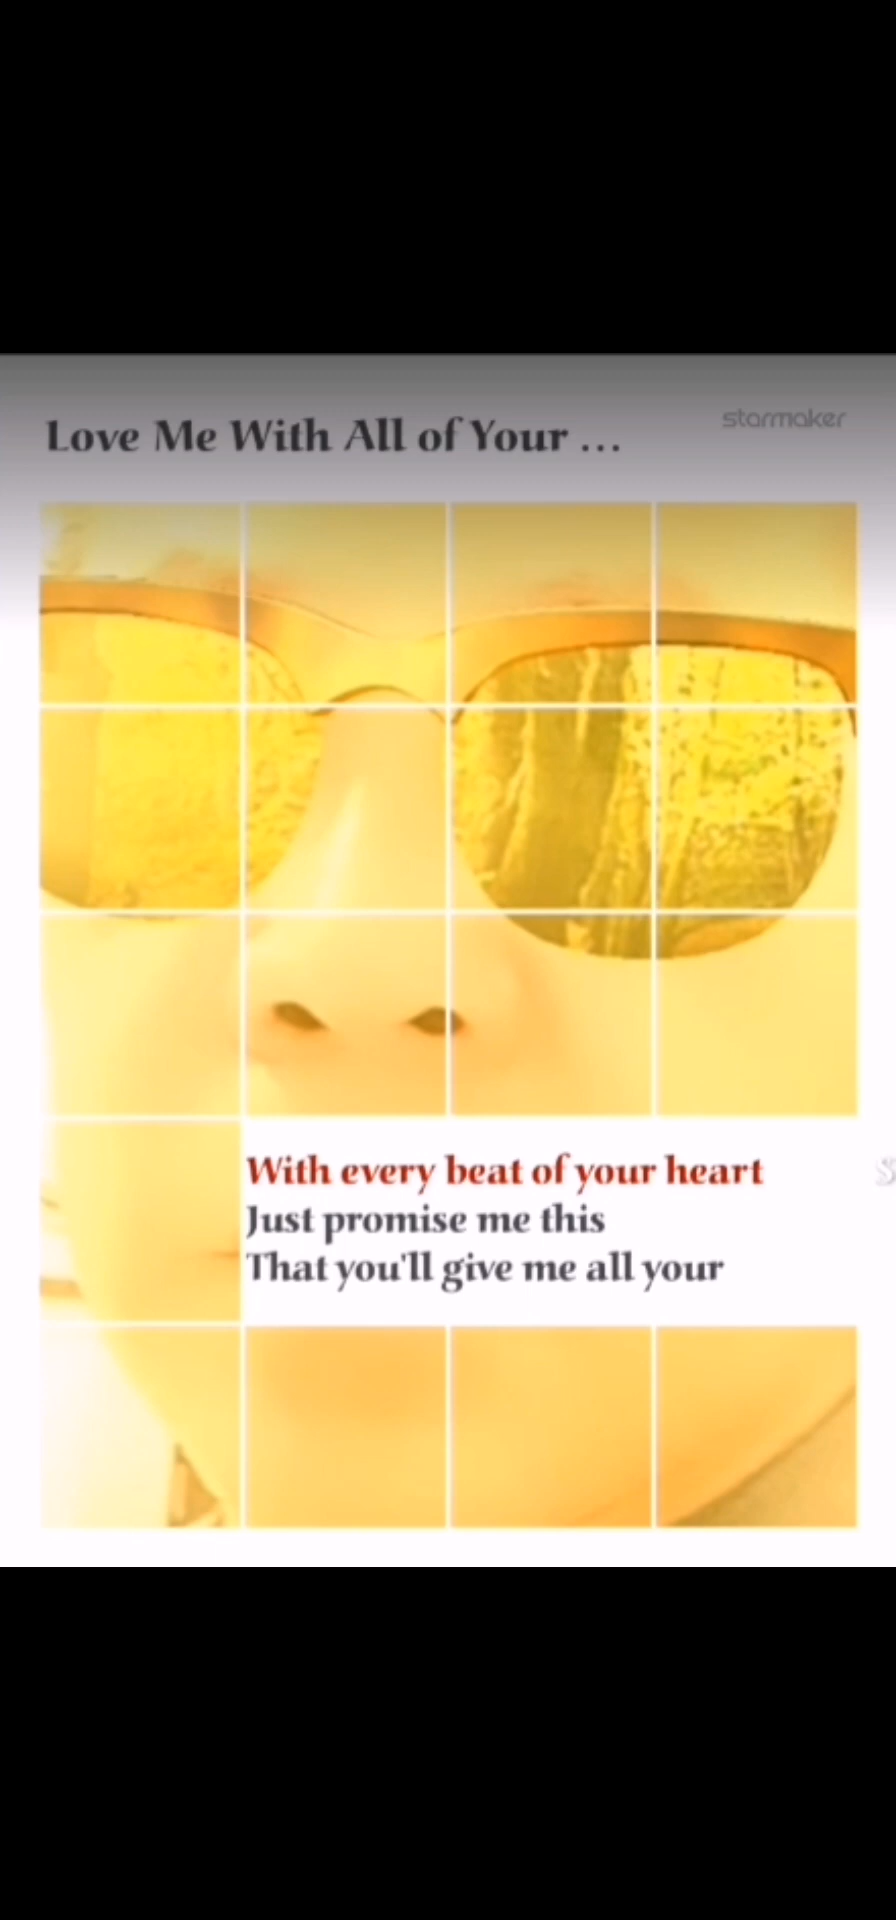 Love Me With All of Your ...
starmaker
With every beat of your heart
Just promise me this
That you'll give me all your